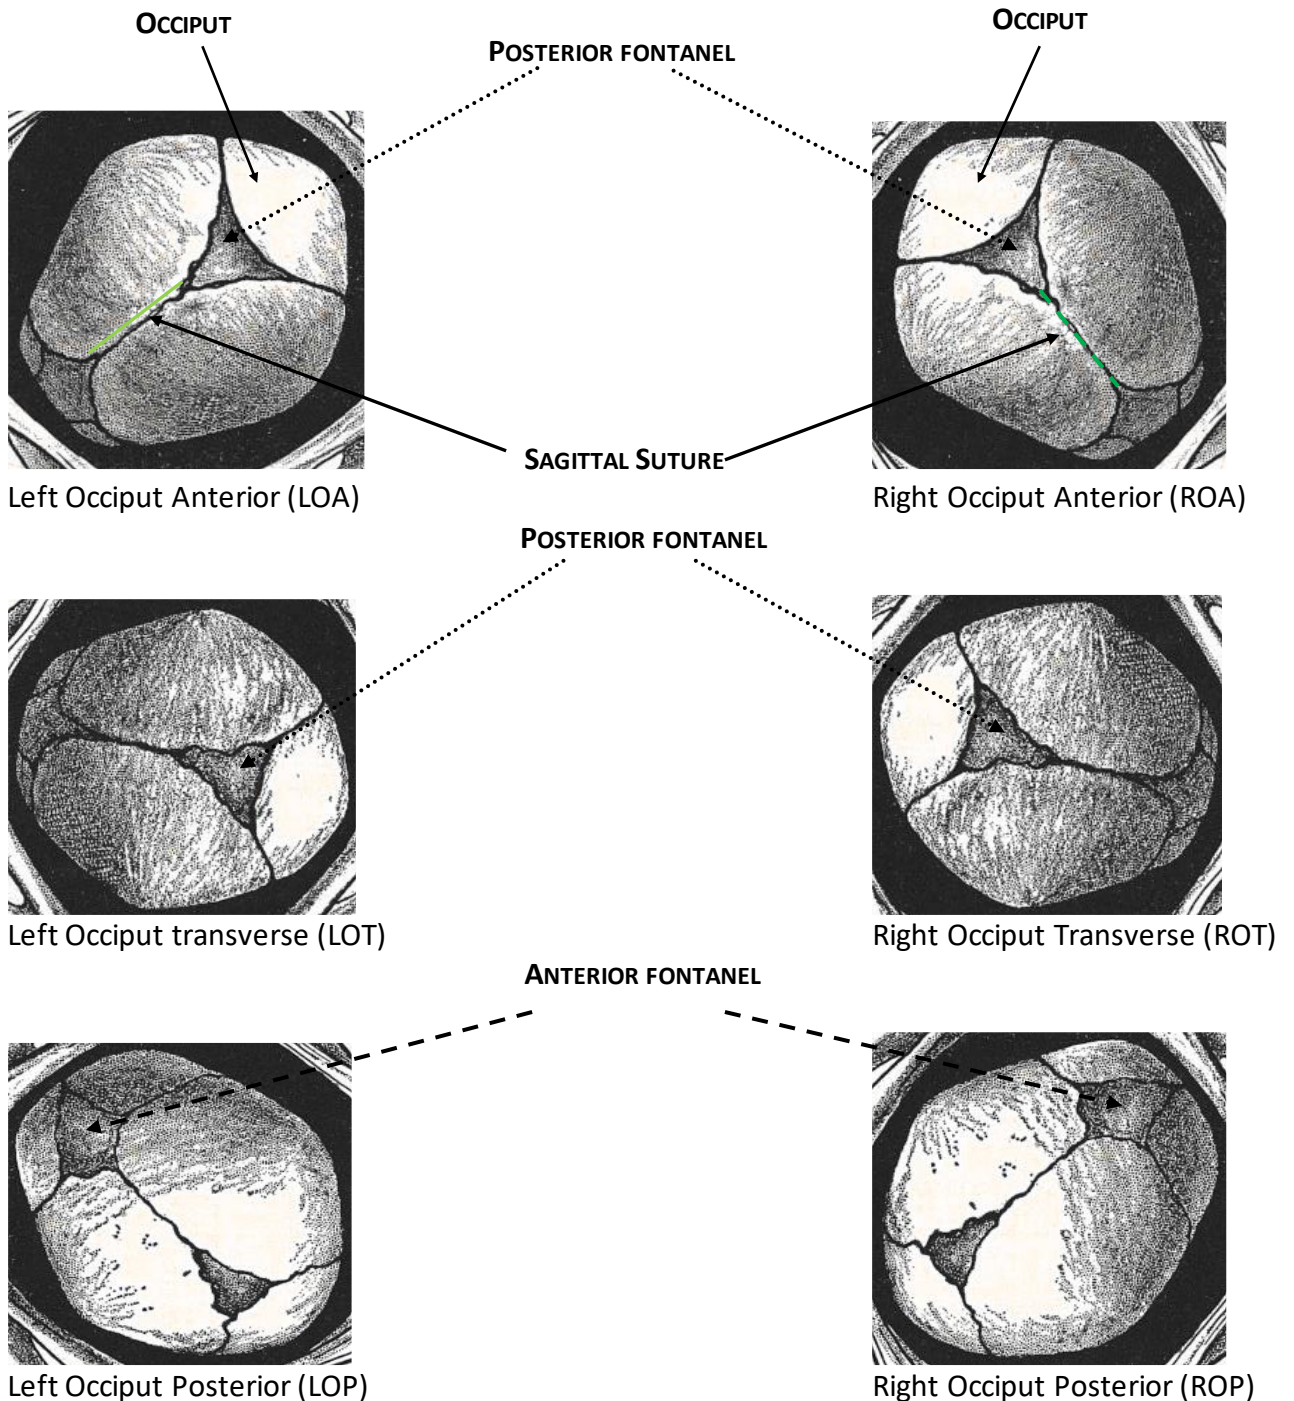 OCCIPUT
OCCIPUT
POSTERIOR FONTANEL
SAGITTAL SUTURE
Left Occiput Anterior (LOA)
Right Occiput Anterior (ROA)
POSTERIOR FONTANEL
Left Occiput transverse (LOT)
Right Occiput Transverse (ROT)
ANTERIOR FONTANEL
Left Occiput Posterior (LOP)
Right Occiput Posterior (ROP)